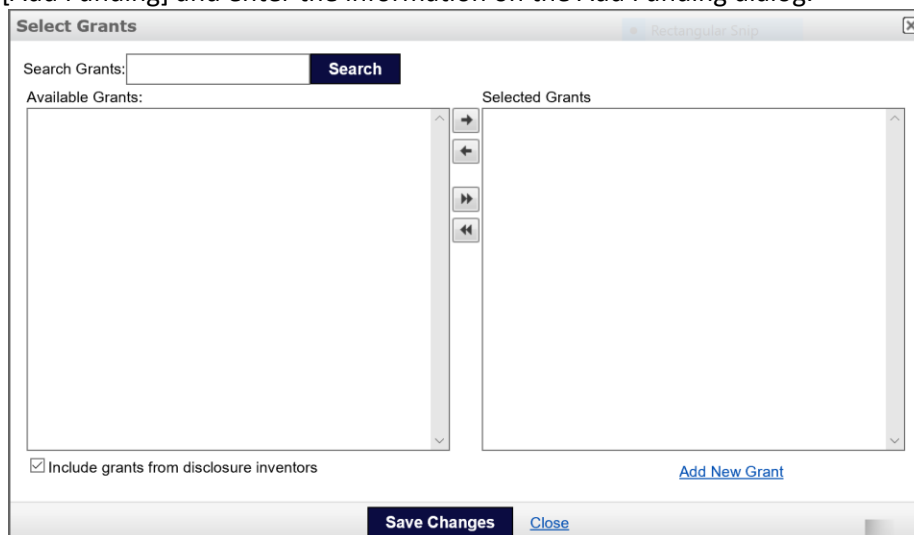 [Add Funding] and enter the information on the Add Funding dialog.
Select Grants
Rectangular Snip
Search Grants:
Search
Available Grants:
Selected Grants
Include grants from disclosure inventors
Add New Grant
Save Changes
Close